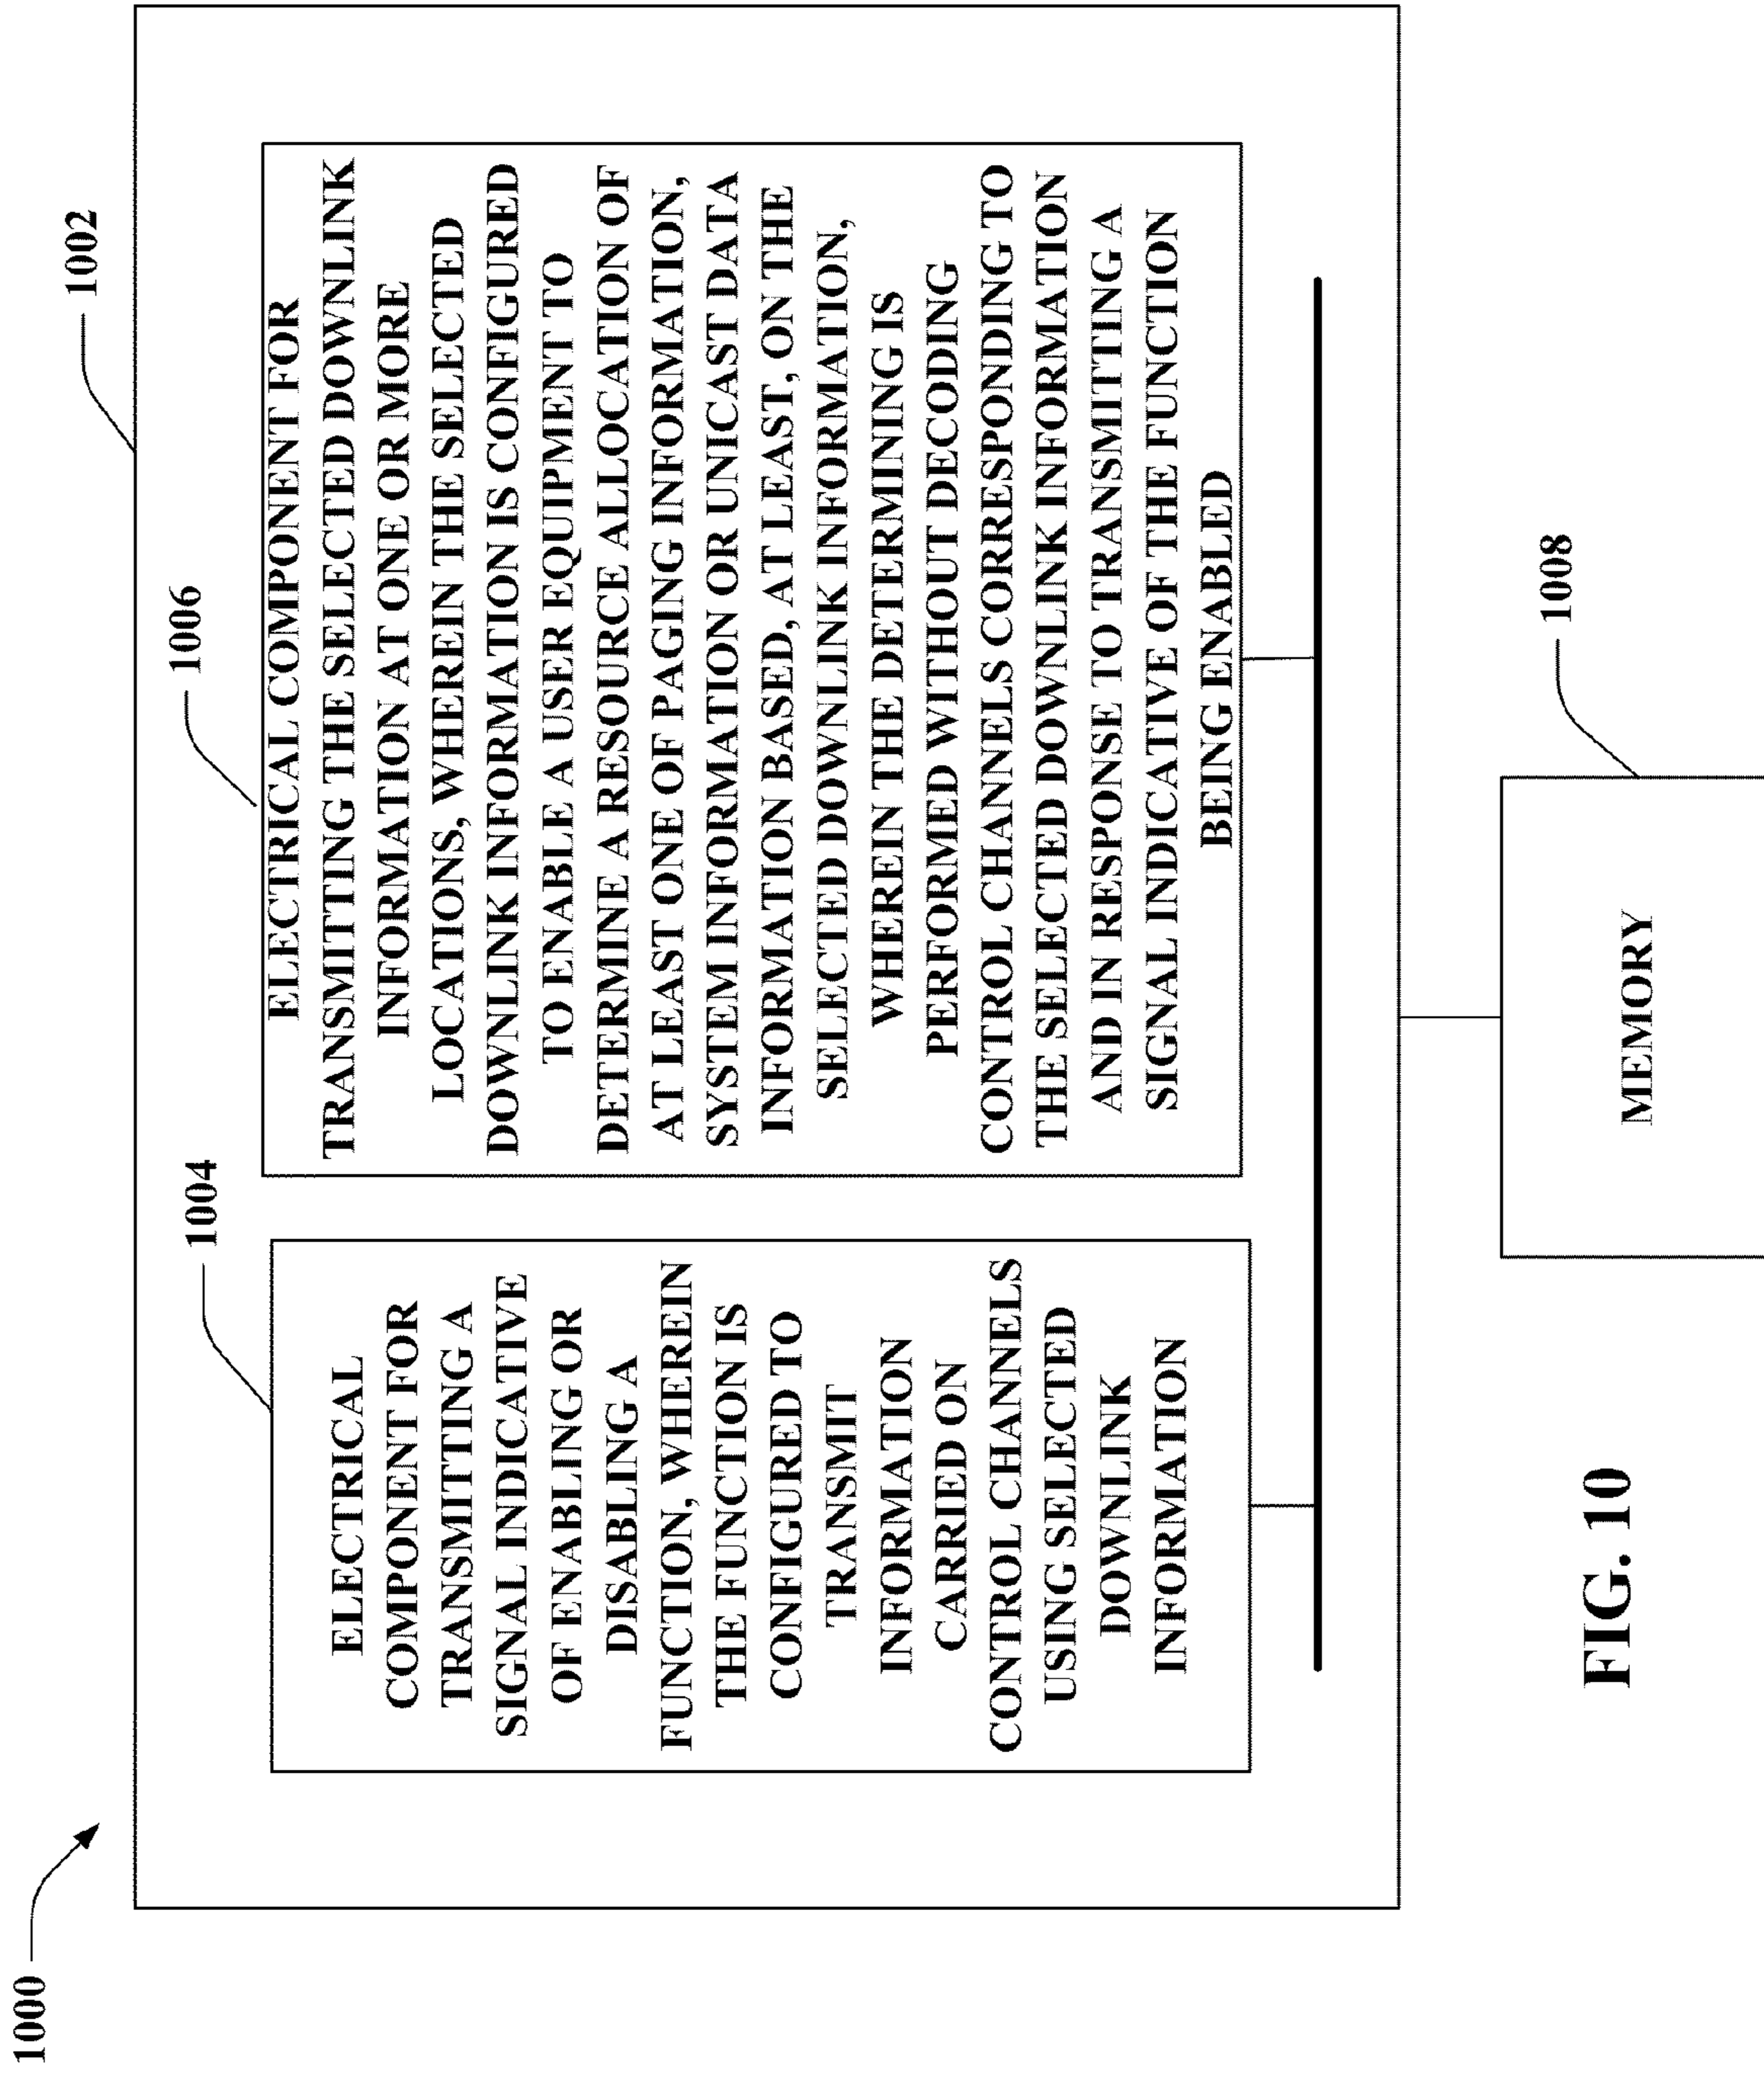 1000
1002
1004
ELECTRICAL
COMPONENT FOR
TRANSMITTING A
SIGNAL INDICATIVE
OF ENABLING OR
DISABLING A
FUNCTION, WHEREIN
THE FUNCTION IS
CONFIGURED TO
TRANSMIT
INFORMATION
CARRIED ON
CONTROL CHANNELS
USING SELECTED
DOWNLINK
INFORMATION
1006
ELECTRICAL COMPONENT FOR
TRANSMITTING THE SELECTED DOWNLINK
INFORMATION AT ONE OR MORE
LOCATIONS, WHEREIN THE SELECTED
DOWNLINK INFORMATION IS CONFIGURED
TO ENABLE A USER EQUIPMENT TO
DETERMINE A RESOURCE ALLOCATION OF
AT LEAST ONE OF PAGING INFORMATION,
SYSTEM INFORMATION OR UNICAST DATA
INFORMATION BASED, AT LEAST, ON THE
SELECTED DOWNLINK INFORMATION,
WHEREIN THE DETERMINING IS
PERFORMED WITHOUT DECODING
CONTROL CHANNELS CORRESPONDING TO
THE SELECTED DOWNLINK INFORMATION
AND IN RESPONSE TO TRANSMITTING A
SIGNAL INDICATIVE OF THE FUNCTION
BEING ENABLED
1008
MEMORY
FIG. 10